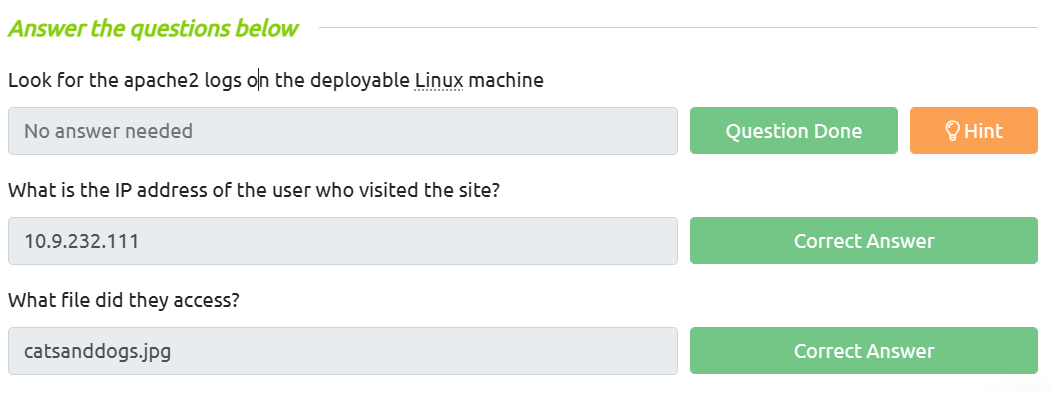 Answer the questions below
Look for the apache2 logs on the deployable Linux machine
No answer needed
Question Done
Hint
What is the IP address of the user who visited the site?
10.9.232.111
Correct Answer
What file did they access?
catsanddogs.jpg
Correct Answer